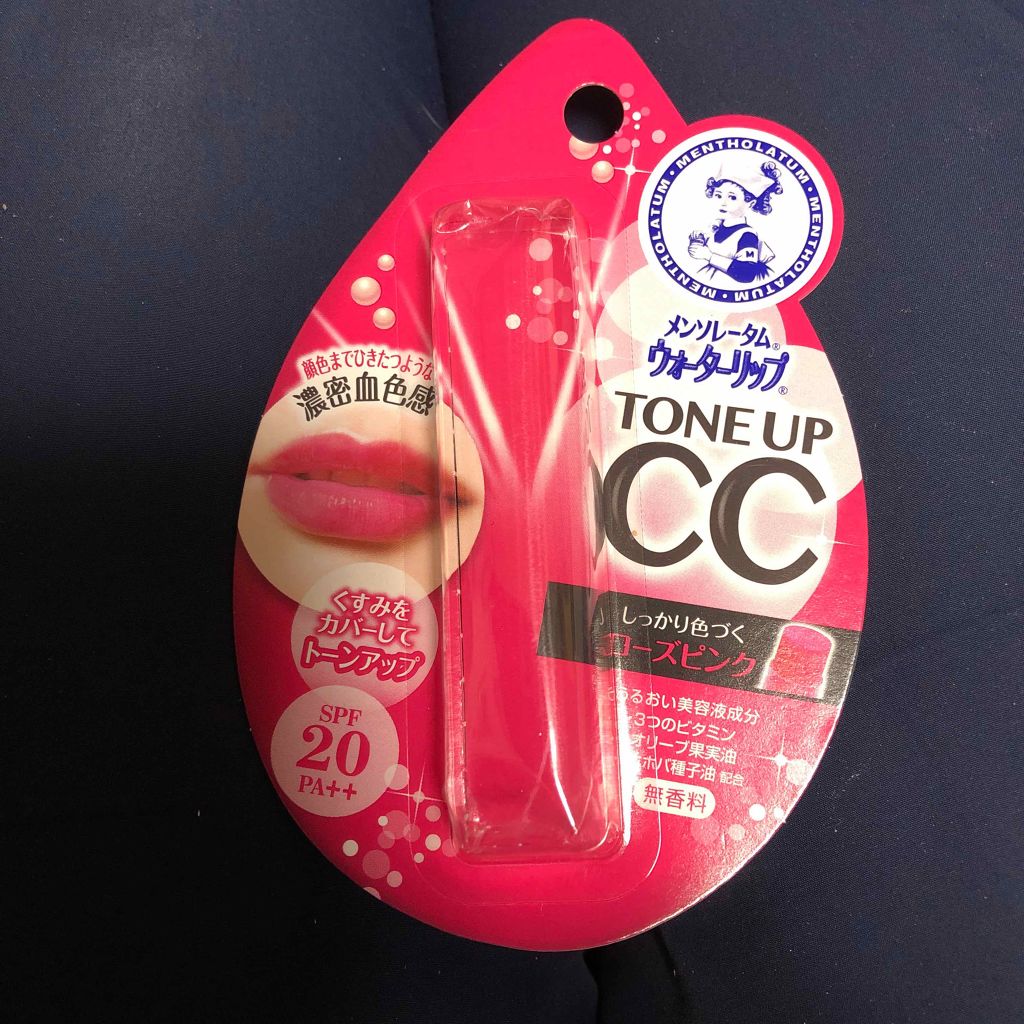 MENTHOLATUM・MENTHOLATUM・MENTHOLATUM・
M
メンソレータム®
ウォーターリップ®
TONE UP
CC
顔色までひきたつような
濃密血色感
しっかり色づく
ローズピンク
くすみを
カバーして
トーンアップ
SPF
20
PA++
うるおい美容液成分
3つのビタミン
オリーブ果実油
ホホバ種子油 配合
無香料